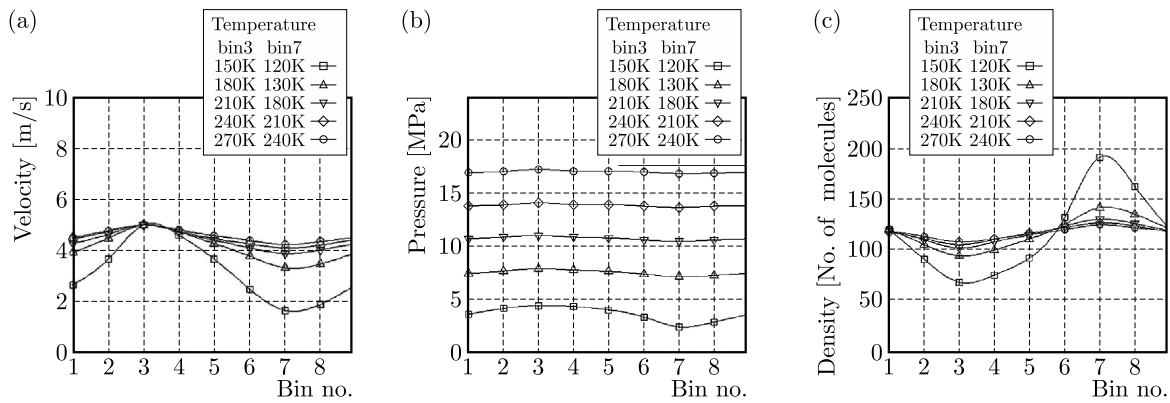 (a)
Temperature
bin3 bin7
150K 120K
180K 130K
210K 180K
240K 210K
270K 240K
Velocity [m/s]
10
8
6
4
2
0
1 2 3 4 5 6 7 8
Bin no.
(b)
Temperature
bin3 bin7
150K 120K
180K 130K
210K 180K
240K 210K
270K 240K
Pressure [MPa]
20
15
10
5
0
1 2 3 4 5 6 7 8
Bin no.
(c)
Temperature
bin3 bin7
150K 120K
180K 130K
210K 180K
240K 210K
270K 240K
Density [No. of molecules]
250
200
150
100
50
0
1 2 3 4 5 6 7 8
Bin no.